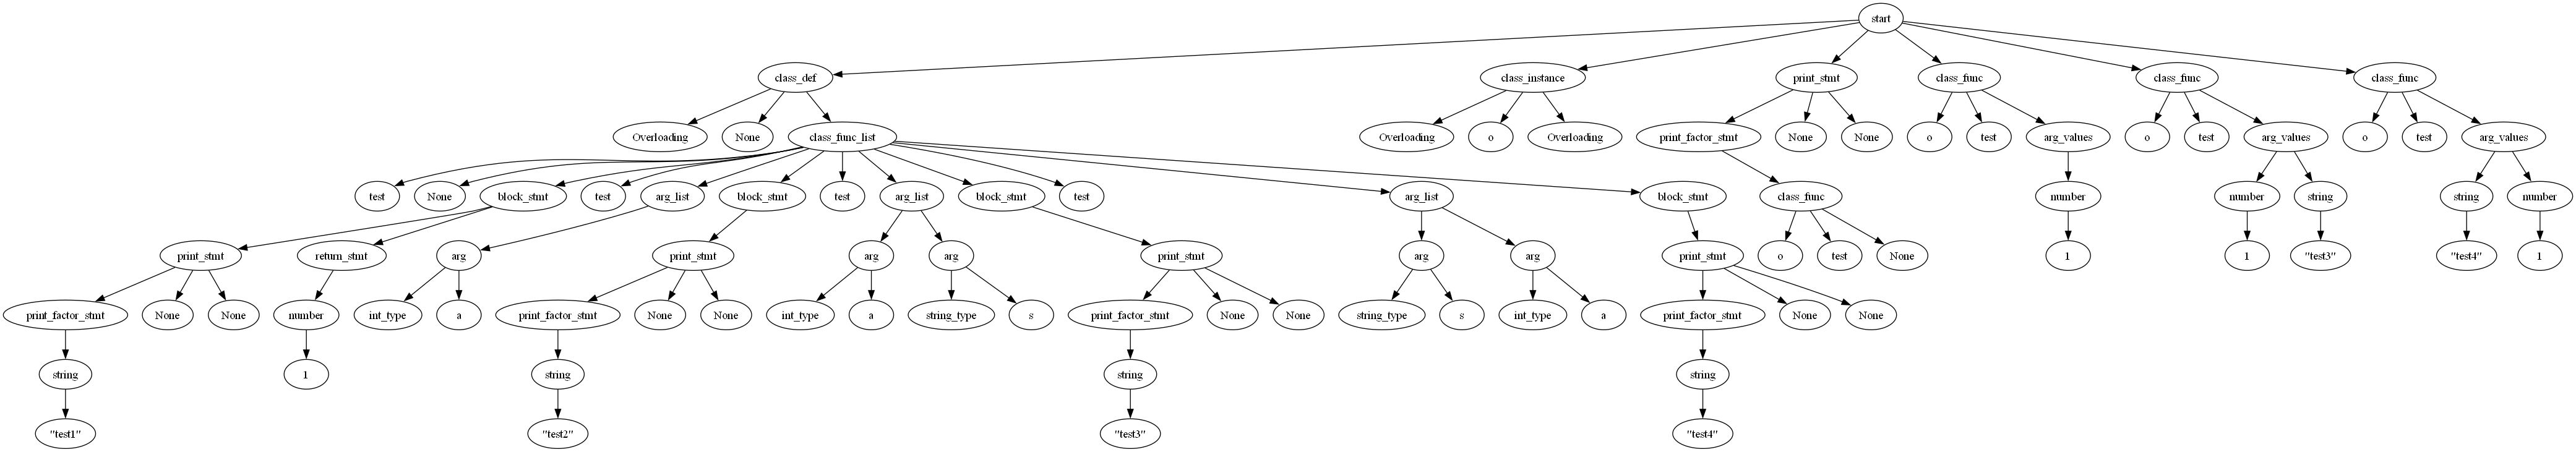 start
class_def
class_instance
print_stmt
class_func
class_func
class_func
Overloading
None
class_func_list
Overloading
o
Overloading
print_factor_stmt
None
None
o
test
arg_values
o
test
arg_values
o
test
arg_values
test
None
block_stmt
test
arg_list
block_stmt
test
arg_list
block_stmt
test
arg_list
block_stmt
class_func
number
number
string
string
number
print_stmt
return_stmt
arg
print_stmt
arg
arg
print_stmt
arg
arg
print_stmt
o
test
None
1
1
"test3"
"test4"
1
print_factor_stmt
None
None
number
int_type
a
print_factor_stmt
None
None
int_type
a
string_type
s
print_factor_stmt
None
None
string_type
s
int_type
a
print_factor_stmt
None
None
string
1
string
string
string
"test1"
"test2"
"test3"
"test4"